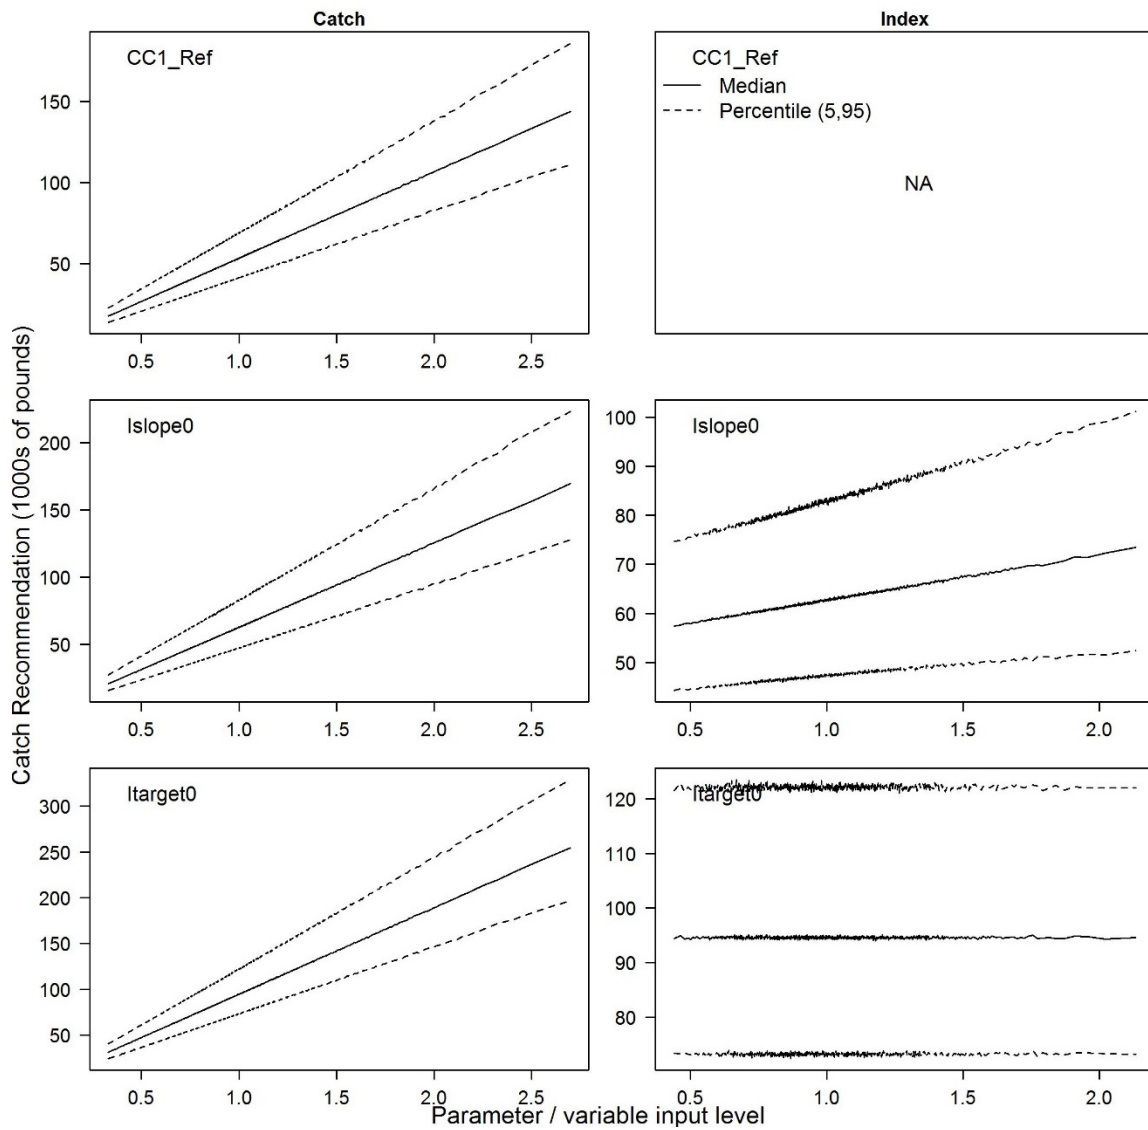 Catch
Index
Catch Recommendation (1000s of pounds)
CC1_Ref
150
100
50
0.5 1.0 1.5 2.0 2.5
CC1_Ref
Median
Percentile (5,95)
NA
Islope0
200
150
100
50
0.5 1.0 1.5 2.0 2.5
Islope0
100
90
80
70
60
50
0.5 1.0 1.5 2.0
Itarget0
300
250
200
150
100
50
0.5 1.0 1.5 2.0 2.5
Itarget0
120
110
100
90
80
0.5 1.0 1.5 2.0
Parameter / variable input level